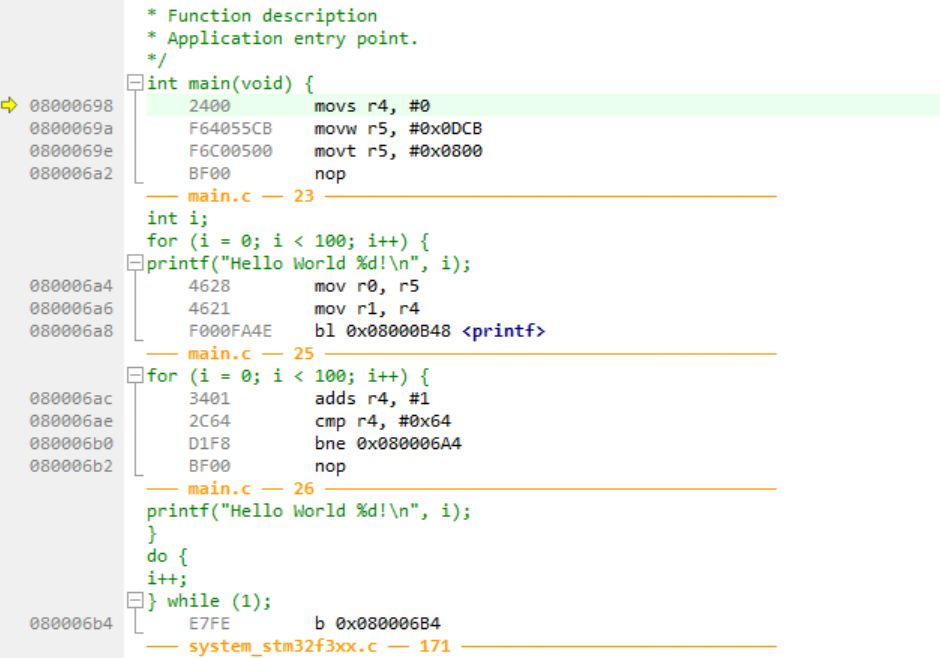 * Function description
* Application entry point.
*/
int main(void) {
08000698 2400 movs r4, #0
0800069a F64055CB movw r5, #0x0DCB
0800069e F6C00500 movt r5, #0x0800
080006a2 BF00 nop
main.c 23
int i;
for (i = 0; i < 100; i++) {
printf("Hello World %d!\n", i);
080006a4 4628 mov r0, r5
080006a6 4621 mov r1, r4
080006a8 F000FA4E bl 0x08000B48 <printf>
main.c 25
for (i = 0; i < 100; i++) {
080006ac 3401 adds r4, #1
080006ae 2C64 cmp r4, #0x64
080006b0 D1F8 bne 0x080006A4
080006b2 BF00 nop
main.c 26
printf("Hello World %d!\n", i);
}
do {
i++;
} while (1);
080006b4 E7FE b 0x080006B4
system_stm32f3xx.c 171